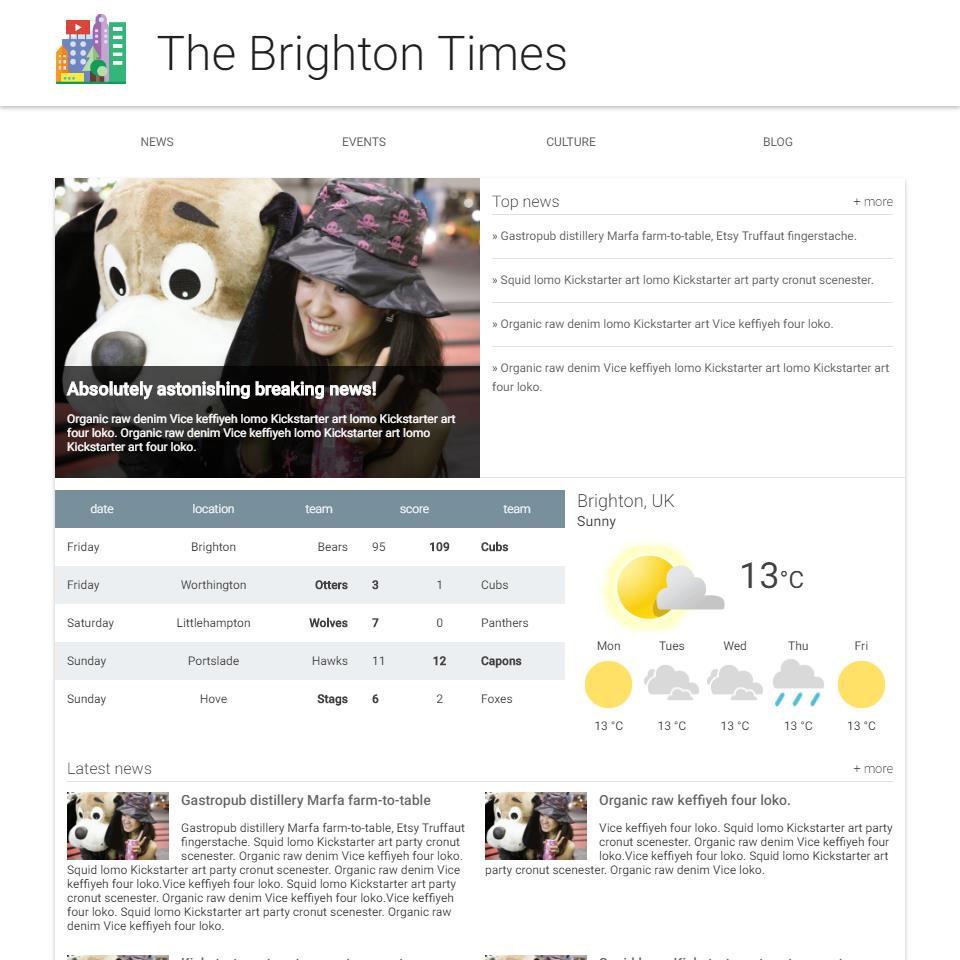 The Brighton Times
NEWS EVENTS CULTURE BLOG
Top news + more
» Gastropub distillery Marfa farm-to-table, Etsy Truffaut fingerstache.
» Squid lomo Kickstarter art lomo Kickstarter art party cronut scenester.
» Organic raw denim lomo Kickstarter art Vice keffiyeh four loko.
» Organic raw denim Vice keffiyeh lomo Kickstarter art lomo Kickstarter art
four loko.
Absolutely astonishing breaking news!
Organic raw denim Vice keffiyeh lomo Kickstarter art lomo Kickstarter art
four loko. Organic raw denim Vice keffiyeh lomo Kickstarter art lomo
Kickstarter art four loko.
date location team score team
Friday Brighton Bears 95 109 Cubs
Friday Worthington Otters 3 1 Cubs
Saturday Littlehampton Wolves 7 0 Panthers
Sunday Portslade Hawks 11 12 Capons
Sunday Hove Stags 6 2 Foxes
Brighton, UK
Sunny
13°C
Mon Tues Wed Thu Fri
13 °C 13 °C 13 °C 13 °C 13 °C
Latest news + more
Gastropub distillery Marfa farm-to-table
Gastropub distillery Marfa farm-to-table, Etsy Truffaut
fingerstache. Squid lomo Kickstarter art party cronut
scenester. Organic raw denim Vice keffiyeh four loko.
Squid lomo Kickstarter art party cronut scenester. Organic raw denim Vice
keffiyeh four loko.Vice keffiyeh four loko. Squid lomo Kickstarter art party
cronut scenester. Organic raw denim Vice keffiyeh four loko.Vice keffiyeh
four loko. Squid lomo Kickstarter art party cronut scenester. Organic raw
denim Vice keffiyeh four loko.
Organic raw keffiyeh four loko.
Vice keffiyeh four loko. Squid lomo Kickstarter art party
cronut scenester. Organic raw denim Vice keffiyeh four
loko.Vice keffiyeh four loko. Squid lomo Kickstarter art
party cronut scenester. Organic raw denim Vice loko.